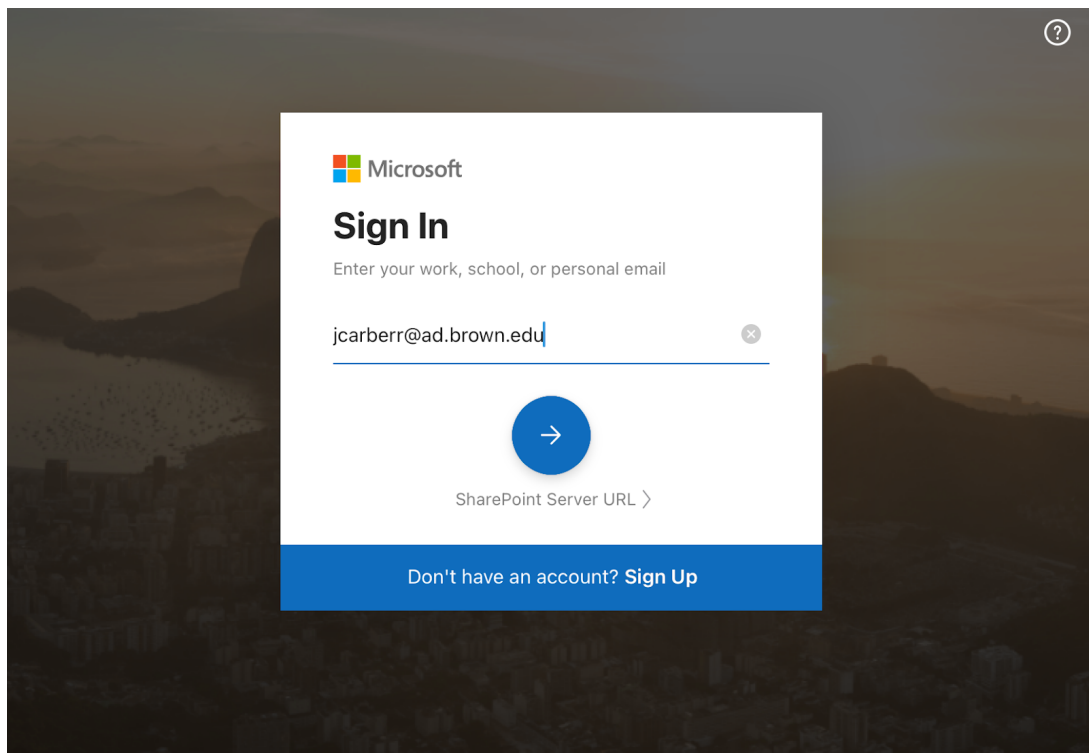 ?
Microsoft
Sign In
Enter your work, school, or personal email
jcarberr@ad.brown.edu
SharePoint Server URL
Don't have an account? Sign Up